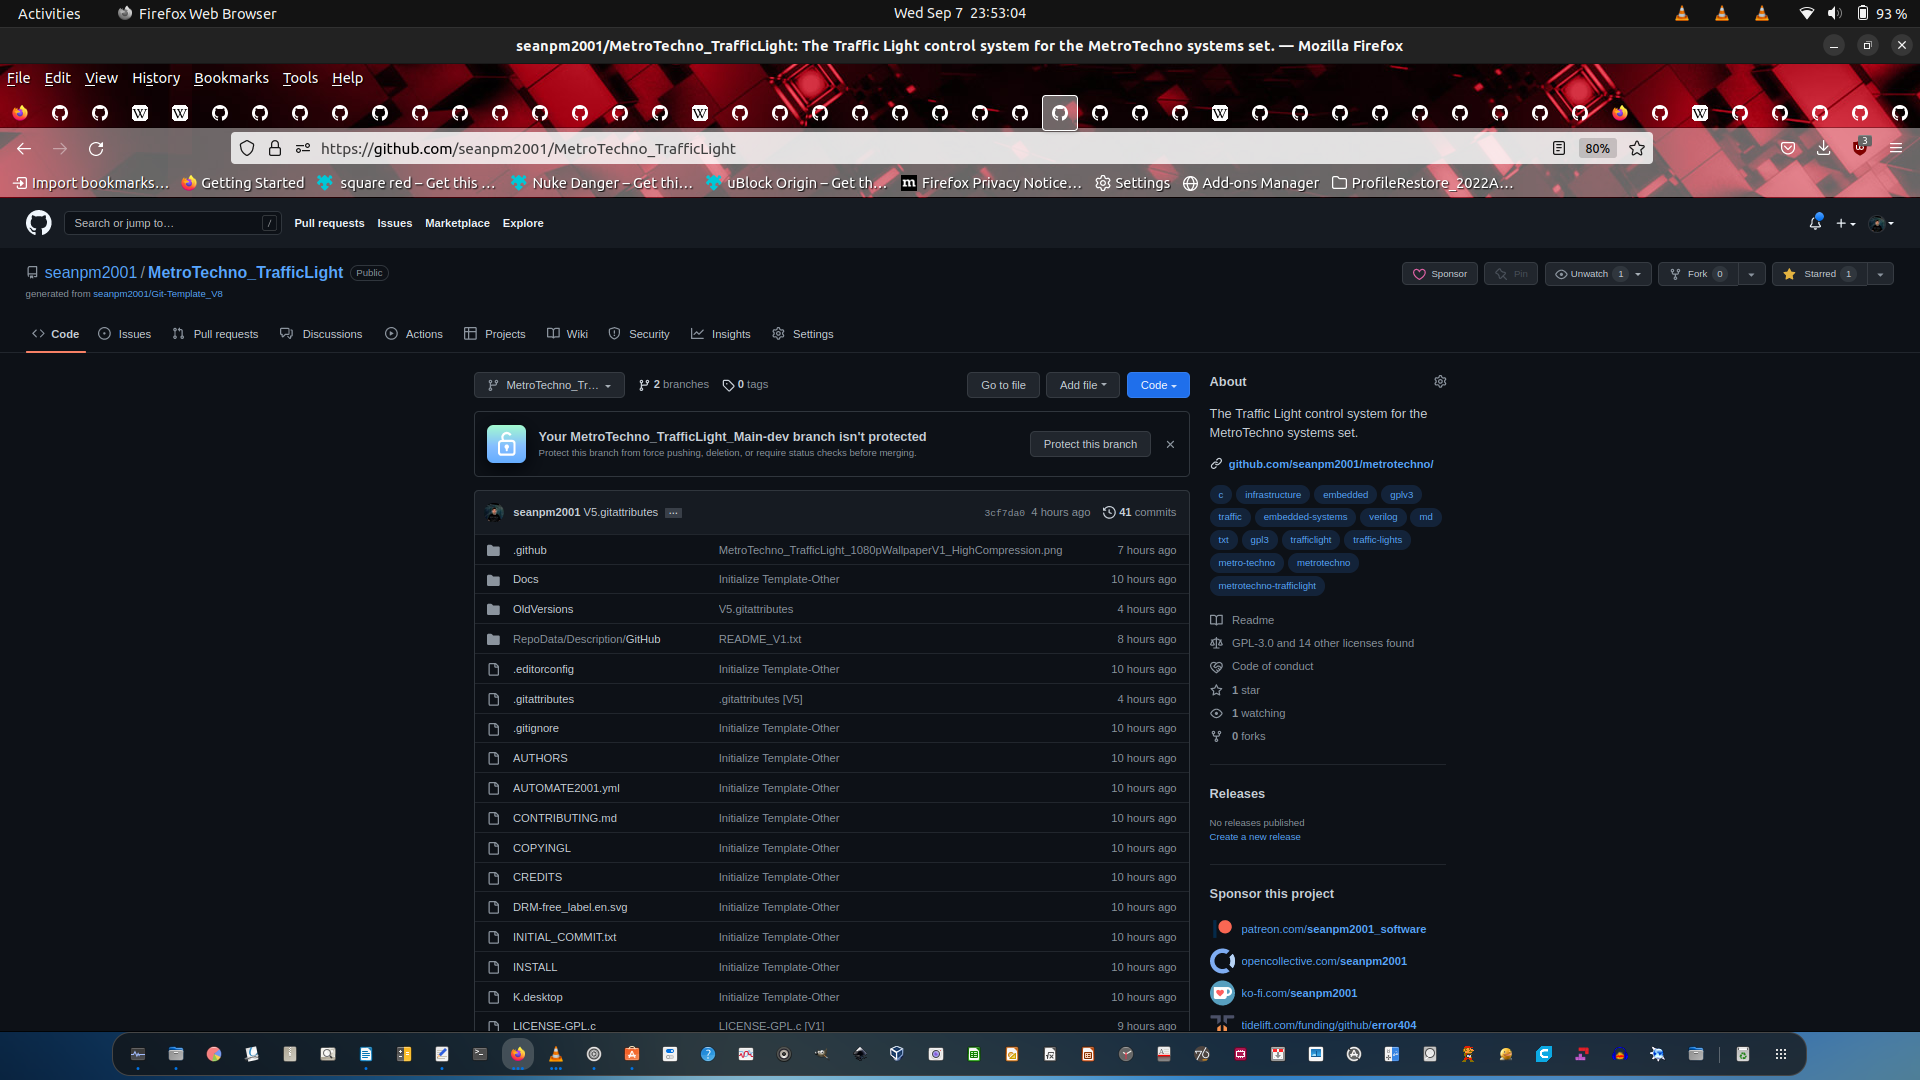 Activities
Firefox Web Browser
Wed Sep 7 23:53:04
93 %
seanpm2001/MetroTechno_TrafficLight: The Traffic Light control system for the MetroTechno systems set. — Mozilla Firefox
File Edit View History Bookmarks Tools Help
https://github.com/seanpm2001/MetroTechno_TrafficLight
80%
3
Import bookmarks…
Getting Started
square red – Get this …
Nuke Danger – Get thi…
uBlock Origin – Get th…
Firefox Privacy Notice…
Settings
Add-ons Manager
ProfileRestore_2022A…
Search or jump to…
/
Pull requests Issues Marketplace Explore
seanpm2001 / MetroTechno_TrafficLight Public
generated from seanpm2001/Git-Template_V8
Sponsor
Pin
Unwatch 1
Fork 0
Starred 1
Code
Issues
Pull requests
Discussions
Actions
Projects
Wiki
Security
Insights
Settings
MetroTechno_Tr…
2 branches
0 tags
Go to file
Add file
Code
Your MetroTechno_TrafficLight_Main-dev branch isn't protected
Protect this branch from force pushing, deletion, or require status checks before merging.
Protect this branch
seanpm2001 V5.gitattributes … 3cf7da0 4 hours ago 41 commits
.github MetroTechno_TrafficLight_1080pWallpaperV1_HighCompression.png 7 hours ago
Docs Initialize Template-Other 10 hours ago
OldVersions V5.gitattributes 4 hours ago
RepoData/Description/GitHub README_V1.txt 8 hours ago
.editorconfig Initialize Template-Other 10 hours ago
.gitattributes .gitattributes [V5] 4 hours ago
.gitignore Initialize Template-Other 10 hours ago
AUTHORS Initialize Template-Other 10 hours ago
AUTOMATE2001.yml Initialize Template-Other 10 hours ago
CONTRIBUTING.md Initialize Template-Other 10 hours ago
COPYINGL Initialize Template-Other 10 hours ago
CREDITS Initialize Template-Other 10 hours ago
DRM-free_label.en.svg Initialize Template-Other 10 hours ago
INITIAL_COMMIT.txt Initialize Template-Other 10 hours ago
INSTALL Initialize Template-Other 10 hours ago
K.desktop Initialize Template-Other 10 hours ago
LICENSE-GPL.c LICENSE-GPL.c [V1] 9 hours ago
About
The Traffic Light control system for the
MetroTechno systems set.
github.com/seanpm2001/metrotechno/
c infrastructure embedded gplv3
traffic embedded-systems verilog md
txt gpl3 trafficlight traffic-lights
metro-techno metrotechno
metrotechno-trafficlight
Readme
GPL-3.0 and 14 other licenses found
Code of conduct
1 star
1 watching
0 forks
Releases
No releases published
Create a new release
Sponsor this project
patreon.com/seanpm2001_software
opencollective.com/seanpm2001
ko-fi.com/seanpm2001
tidelift.com/funding/github/error404